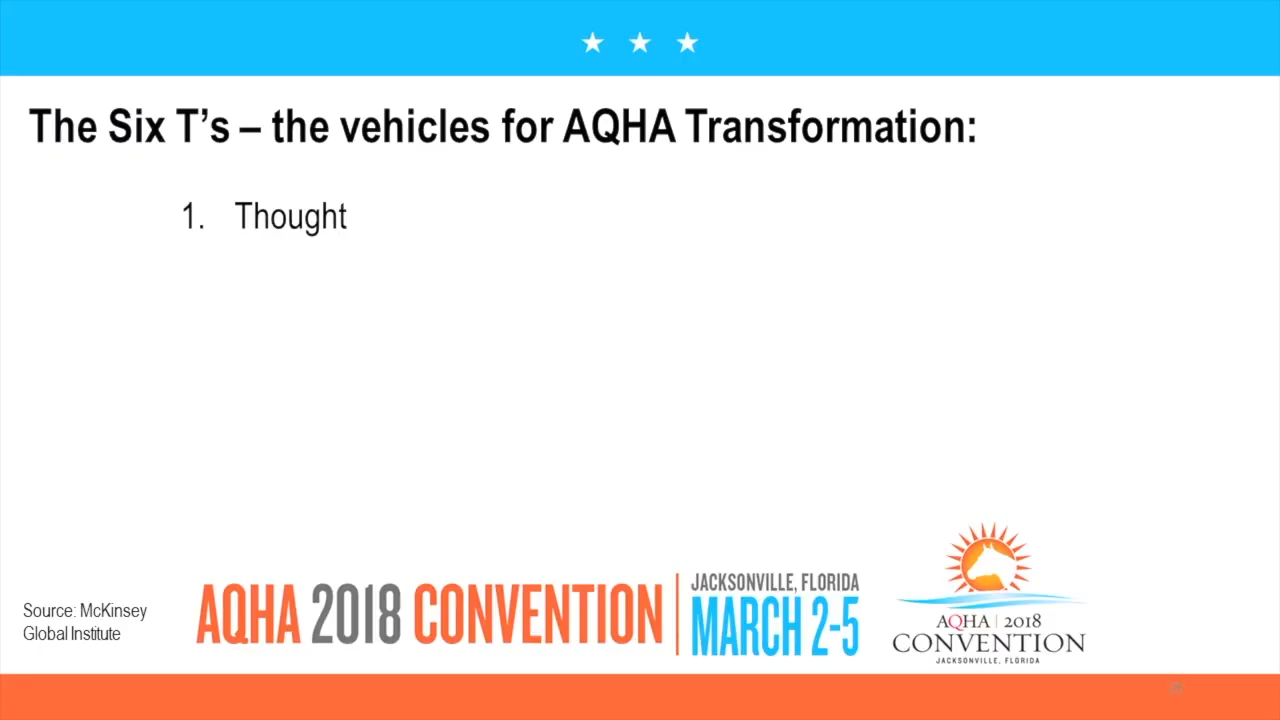 The Six T’s – the vehicles for AQHA Transformation:
1. Thought
Source: McKinsey
Global Institute
AQHA 2018 CONVENTION
JACKSONVILLE, FLORIDA
MARCH 2-5
AQHA | 2018
CONVENTION
JACKSONVILLE, FLORIDA